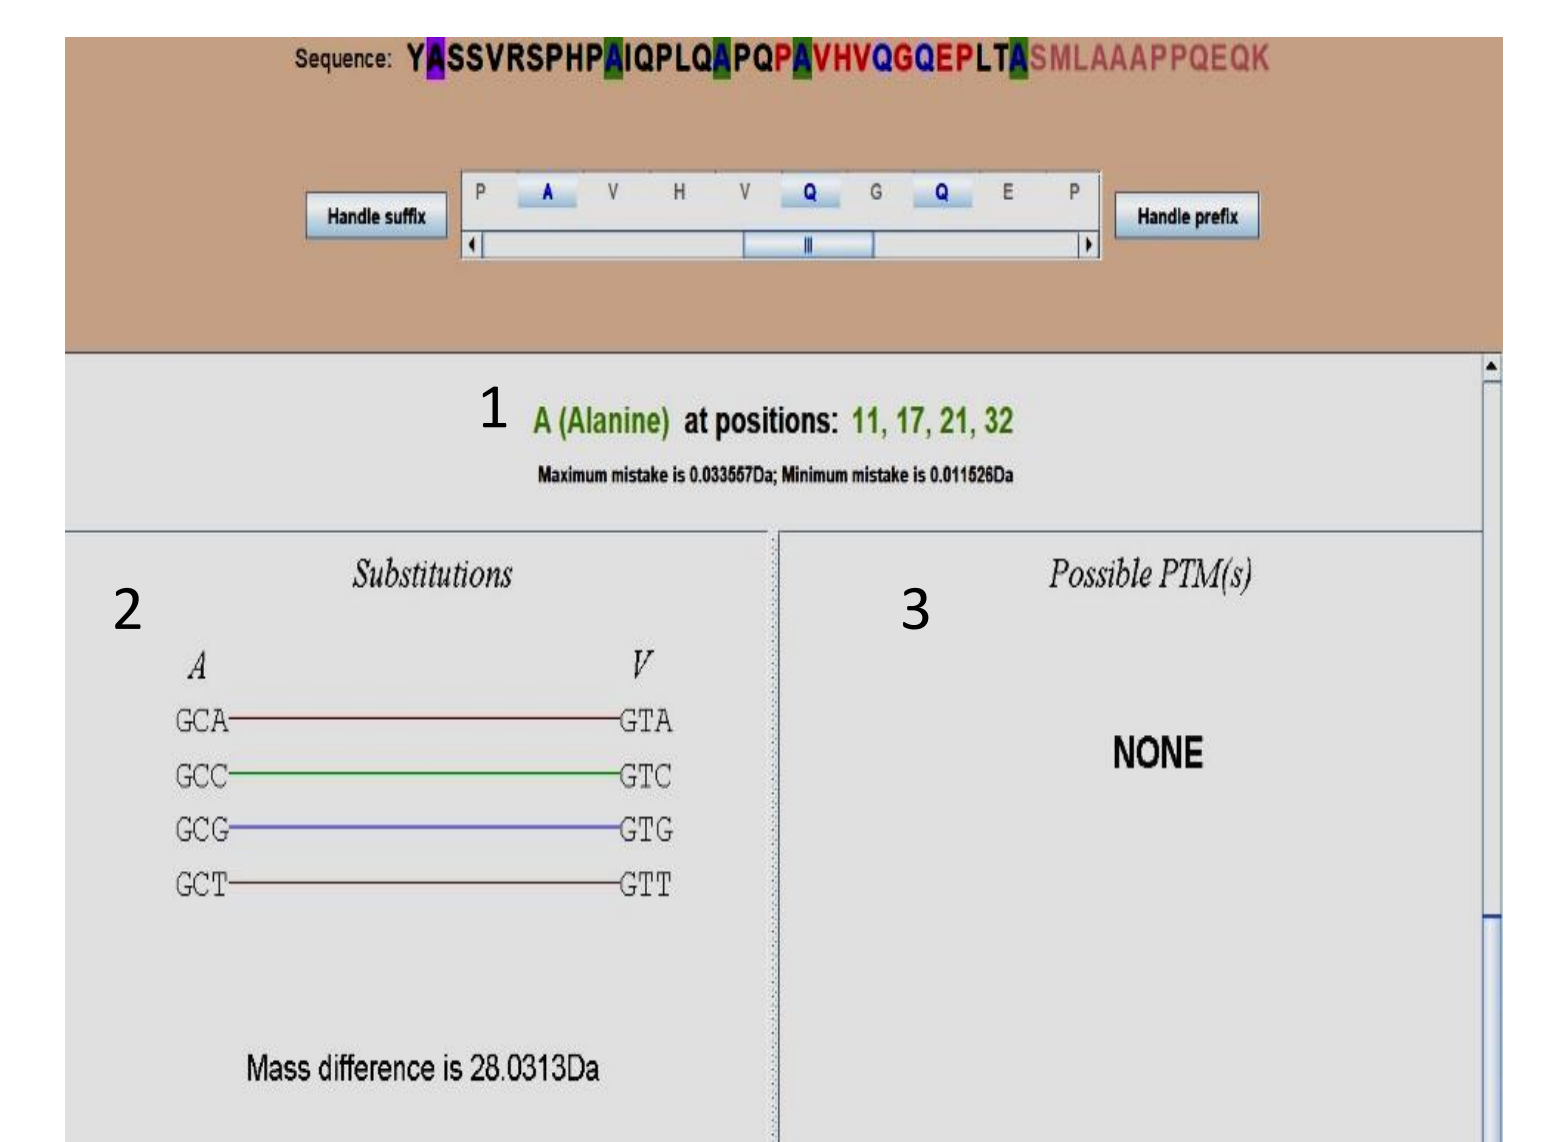 Sequence: YASSVRSPHPAIQPLQAPQPAVHVQGQEPLTASMLAAAPPQEQK
Handle suffix P A V H V Q G Q E P Handle prefix
1 A (Alanine) at positions: 11, 17, 21, 32
Maximum mistake is 0.033557Da; Minimum mistake is 0.011526Da
Substitutions
2
A V
GCA GTA
GCC GTC
GCG GTG
GCT GTT
Mass difference is 28.0313Da
Possible PTM(s)
3
NONE